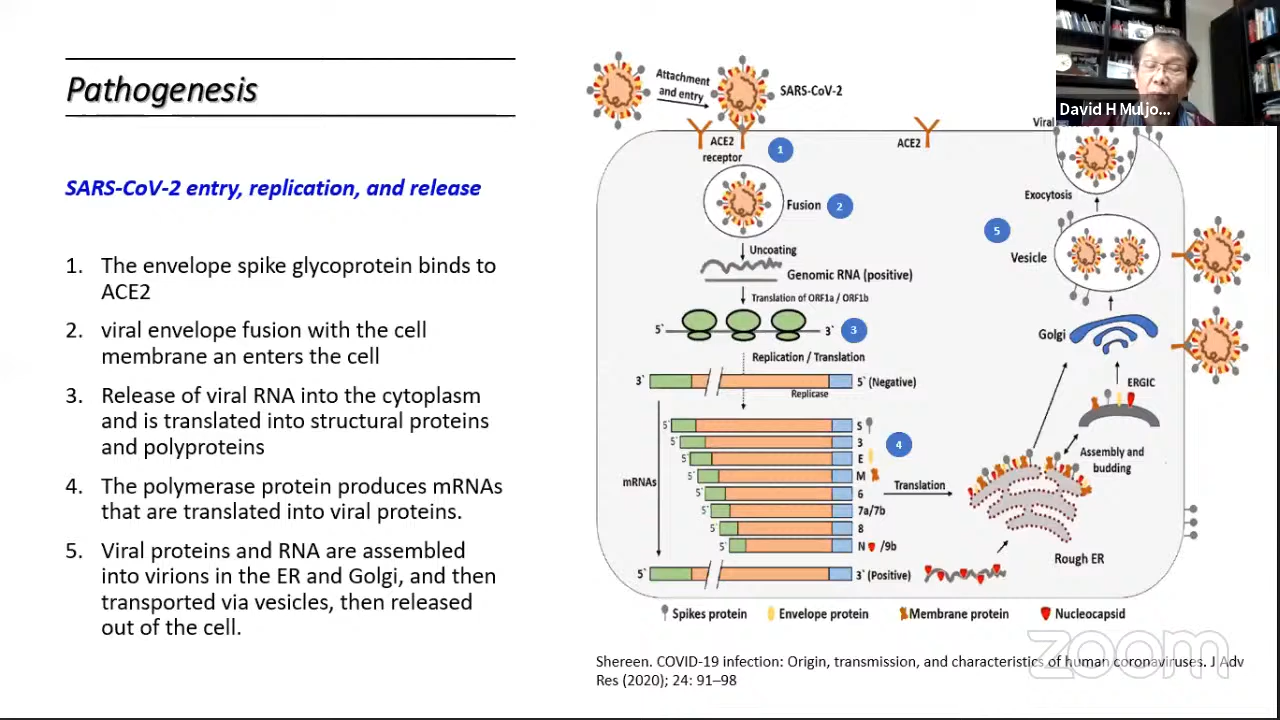 Pathogenesis
SARS-CoV-2 entry, replication, and release
1. The envelope spike glycoprotein binds to
ACE2
2. viral envelope fusion with the cell
membrane an enters the cell
3. Release of viral RNA into the cytoplasm
and is translated into structural proteins
and polyproteins
4. The polymerase protein produces mRNAs
that are translated into viral proteins.
5. Viral proteins and RNA are assembled
into virions in the ER and Golgi, and then
transported via vesicles, then released
out of the cell.
Attachment
and entry
SARS-CoV-2
David H Muljo...
Viral
ACE2
receptor
1
ACE2
Fusion
2
Exocytosis
5
Vesicle
Uncoating
Genomic RNA (positive)
Translation of ORF1a / ORF1b
5`
3`
3
Golgi
Replication / Translation
3`
5` (Negative)
Replicase
ERGIC
5`
S
5`
3
4
5`
E
Assembly and
budding
5`
M
mRNAs
Translation
5`
6
5`
7a/7b
5`
8
5`
N /9b
Rough ER
5`
3` (Positive)
Spikes protein
Envelope protein
Membrane protein
Nucleocapsid
zoom
Shereen. COVID-19 infection: Origin, transmission, and characteristics of human coronaviruses. J Adv
Res (2020); 24: 91–98